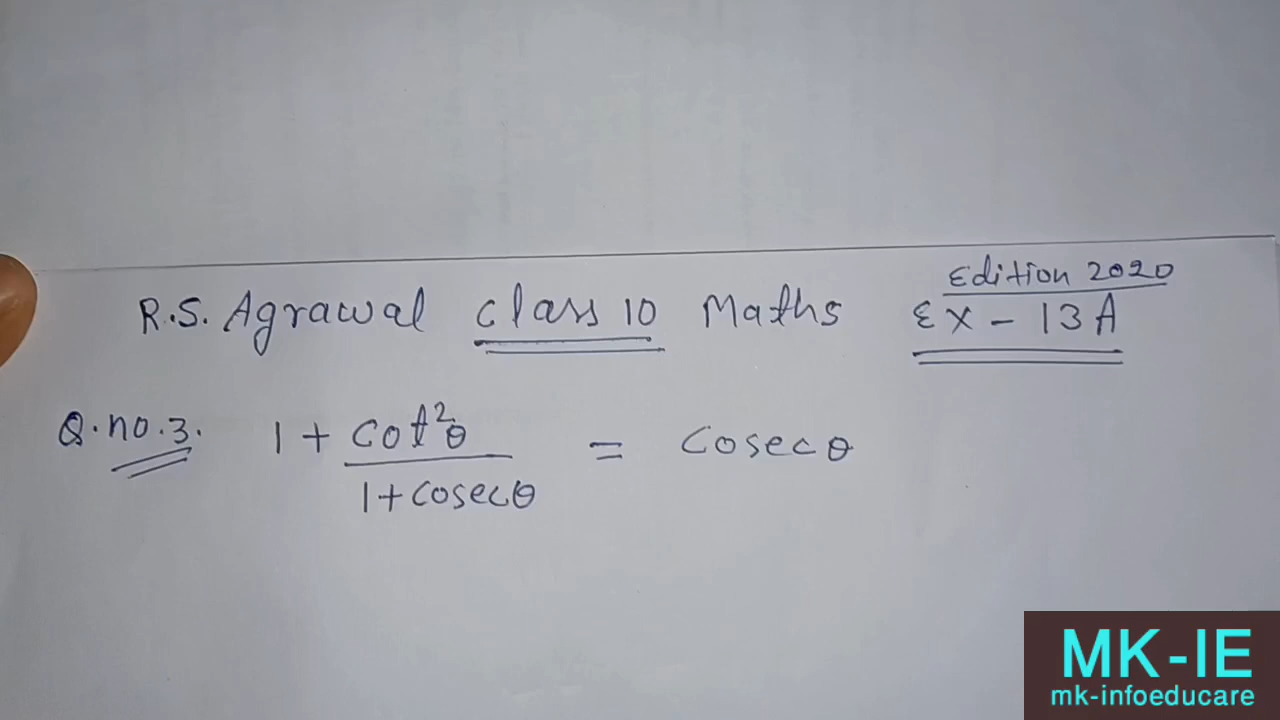 Edition 2020
R.S. Agrawal class 10 Maths Ex - 13A
Q.no.3. 1 + cot²θ = cosecθ
1+cosecθ
MK-IE
mk-infoeducare